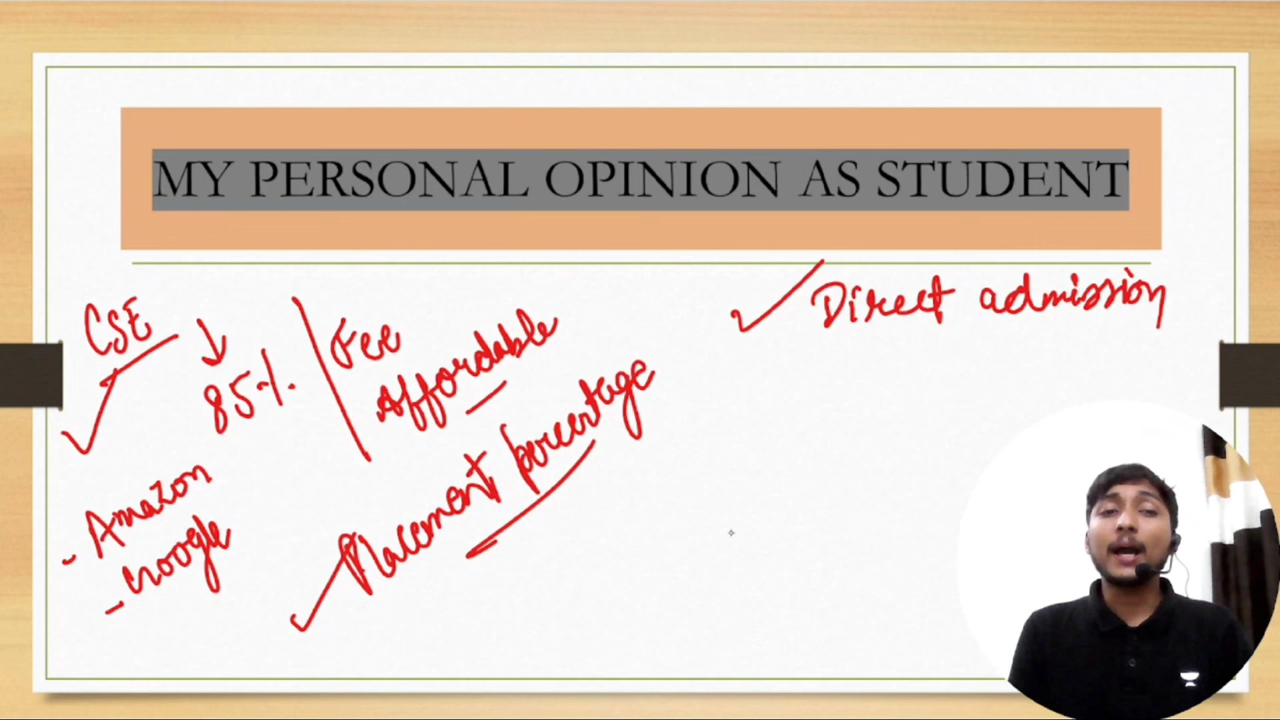 MY PERSONAL OPINION AS STUDENT
Direct admission
CSE
85%
Fee
Affordable
Placement percentage
- Amazon
- Google